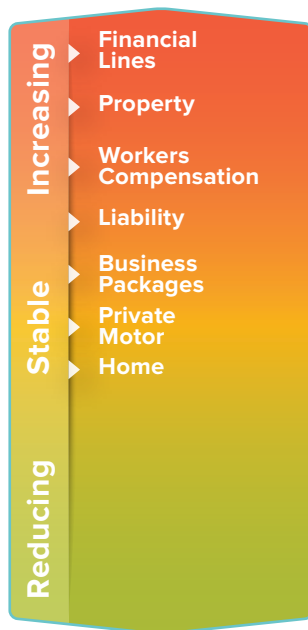 Increasing
Financial
Lines
Property
Workers
Compensation
Liability
Stable
Business
Packages
Private
Motor
Home
Reducing